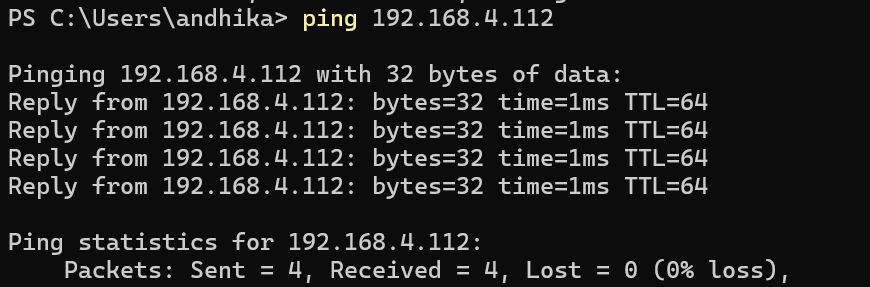 PS C:\Users\andhika> ping 192.168.4.112
Pinging 192.168.4.112 with 32 bytes of data:
Reply from 192.168.4.112: bytes=32 time=1ms TTL=64
Reply from 192.168.4.112: bytes=32 time=1ms TTL=64
Reply from 192.168.4.112: bytes=32 time=1ms TTL=64
Reply from 192.168.4.112: bytes=32 time=1ms TTL=64
Ping statistics for 192.168.4.112:
    Packets: Sent = 4, Received = 4, Lost = 0 (0% loss),